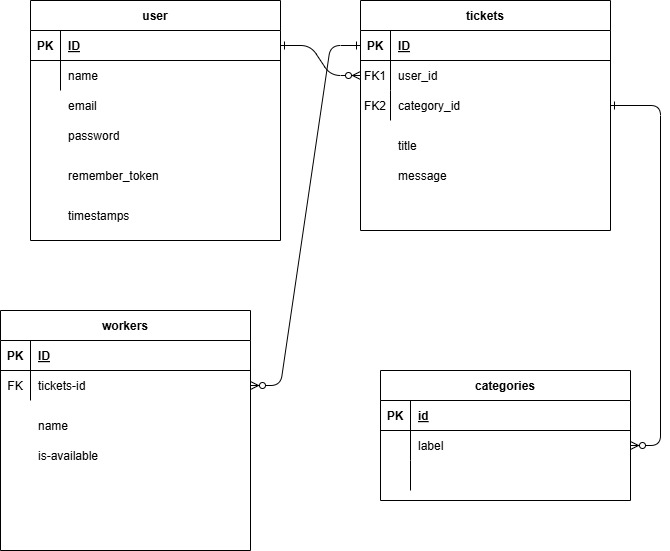 user
PK ID
name
email
password
remember_token
timestamps
tickets
PK ID
FK1 user_id
FK2 category_id
title
message
workers
PK ID
FK tickets-id
name
is-available
categories
PK id
label